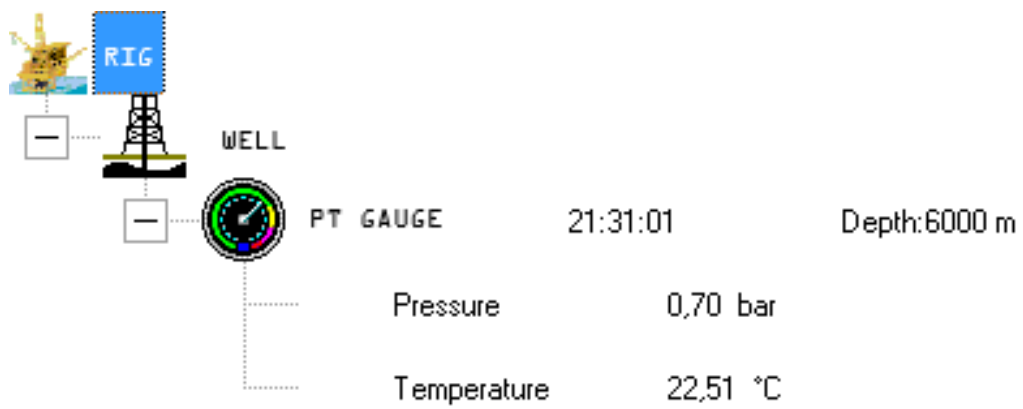 RIG
WELL
PT GAUGE 21:31:01 Depth:6000 m
Pressure 0,70 bar
Temperature 22,51 °C